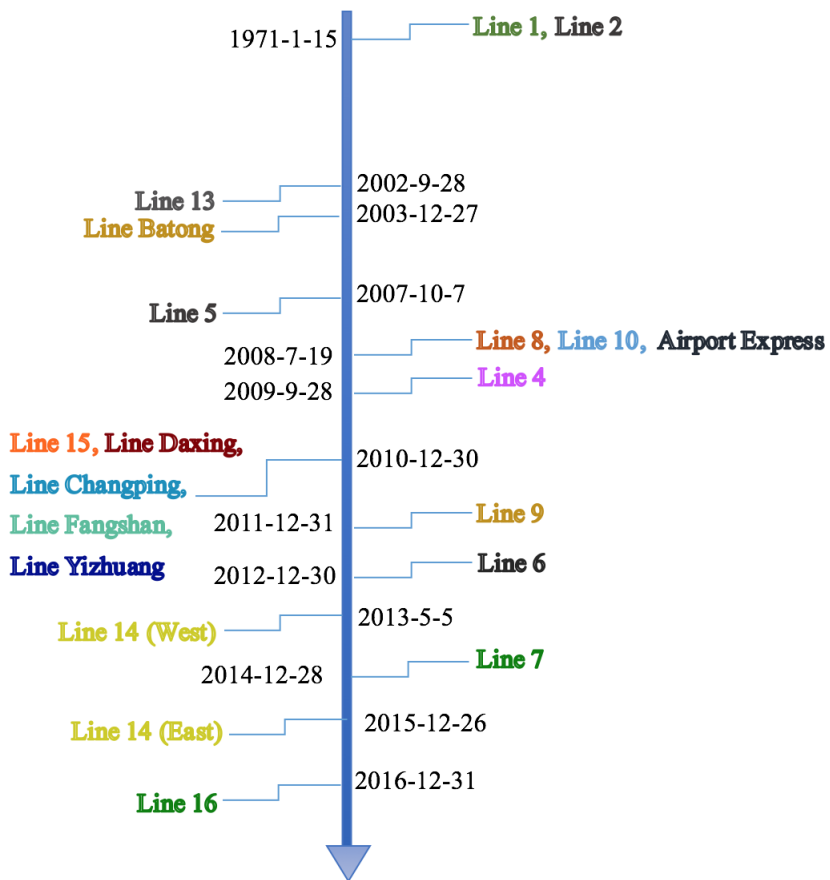 1971-1-15
Line 1, Line 2
2002-9-28
Line 13
2003-12-27
Line Batong
2007-10-7
Line 5
Line 8, Line 10, Airport Express
2008-7-19
Line 4
2009-9-28
Line 15, Line Daxing,
2010-12-30
Line Changping,
Line Fangshan,
Line Yizhuang
2011-12-31
Line 9
2012-12-30
Line 6
2013-5-5
Line 14 (West)
2014-12-28
Line 7
2015-12-26
Line 14 (East)
2016-12-31
Line 16